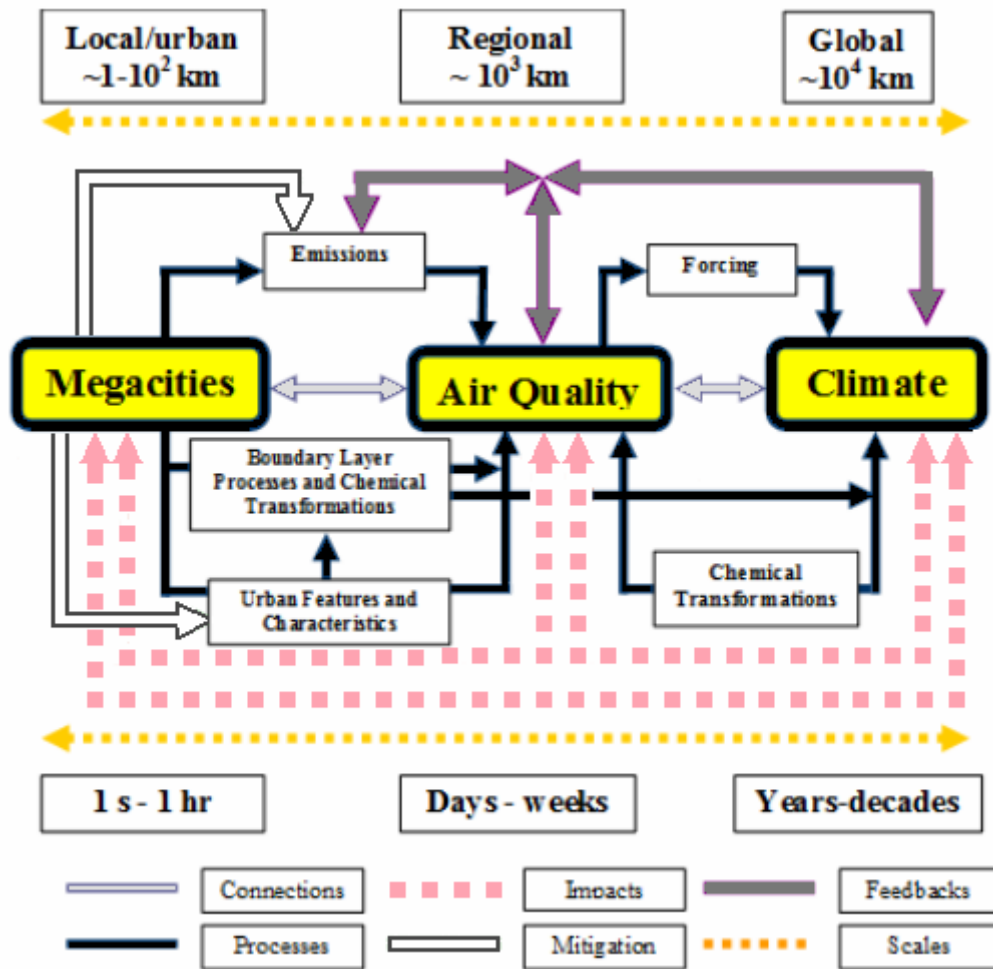 Local/urban
~1-10² km
Regional
~ 10³ km
Global
~10⁴ km
Emissions
Forcing
Megacities
Air Quality
Climate
Boundary Layer
Processes and Chemical
Transformations
Urban Features and
Characteristics
Chemical
Transformations
1 s - 1 hr
Days - weeks
Years-decades
Connections
Impacts
Feedbacks
Processes
Mitigation
Scales